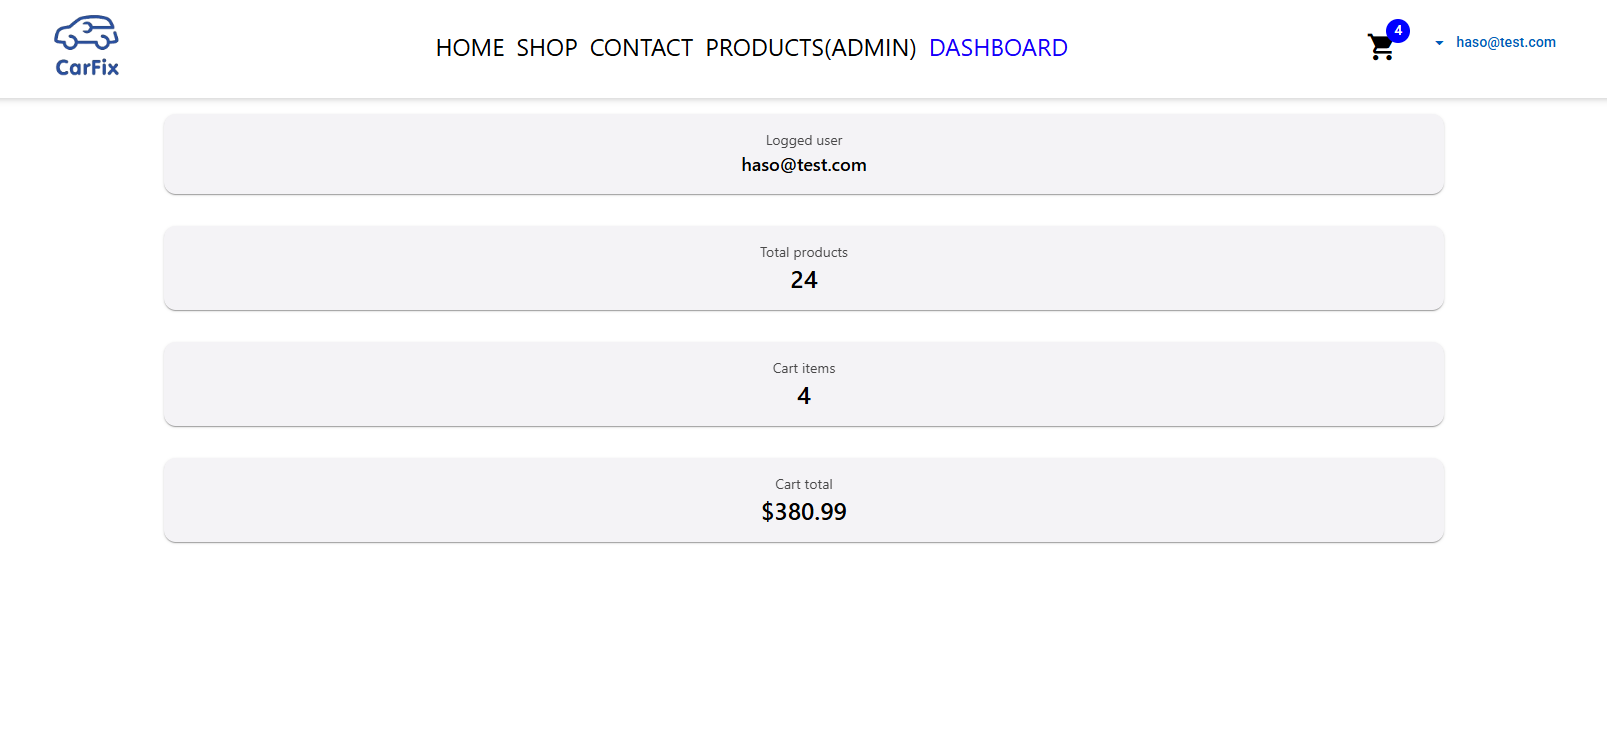 CarFix
HOME SHOP CONTACT PRODUCTS(ADMIN) DASHBOARD
4
haso@test.com
Logged user
haso@test.com
Total products
24
Cart items
4
Cart total
$380.99